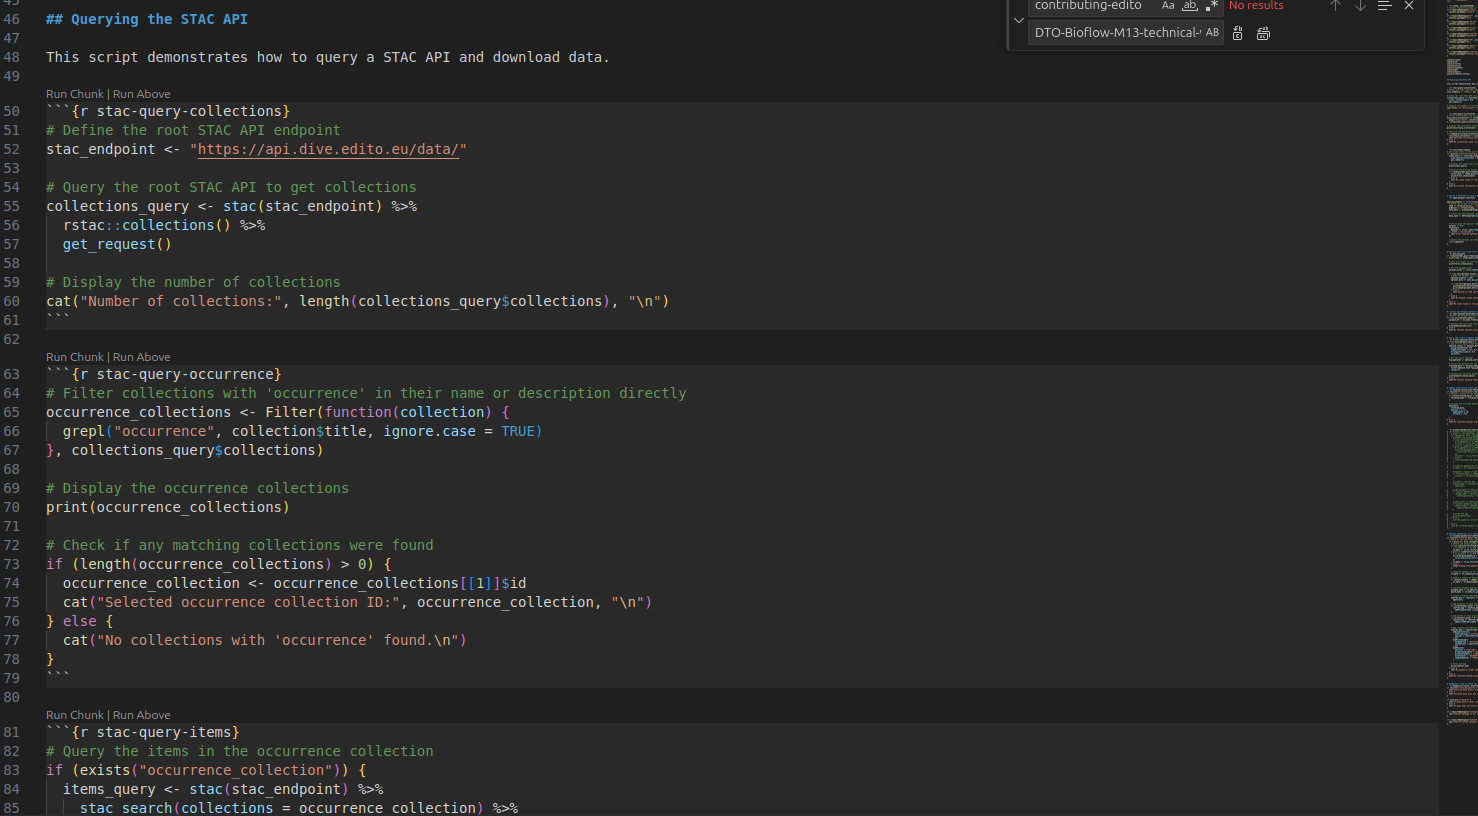 contributing-edito Aa ab .* No results
DTO-Bioflow-M13-technical- AB
45
46 ## Querying the STAC API
47
48 This script demonstrates how to query a STAC API and download data.
49
Run Chunk | Run Above
50 ```{r stac-query-collections}
51 # Define the root STAC API endpoint
52 stac_endpoint <- "https://api.dive.edito.eu/data/"
53
54 # Query the root STAC API to get collections
55 collections_query <- stac(stac_endpoint) %>%
56   rstac::collections() %>%
57   get_request()
58
59 # Display the number of collections
60 cat("Number of collections:", length(collections_query$collections), "\n")
61 ```
62
Run Chunk | Run Above
63 ```{r stac-query-occurrence}
64 # Filter collections with 'occurrence' in their name or description directly
65 occurrence_collections <- Filter(function(collection) {
66   grepl("occurrence", collection$title, ignore.case = TRUE)
67 }, collections_query$collections)
68
69 # Display the occurrence collections
70 print(occurrence_collections)
71
72 # Check if any matching collections were found
73 if (length(occurrence_collections) > 0) {
74   occurrence_collection <- occurrence_collections[[1]]$id
75   cat("Selected occurrence collection ID:", occurrence_collection, "\n")
76 } else {
77   cat("No collections with 'occurrence' found.\n")
78 }
79 ```
80
Run Chunk | Run Above
81 ```{r stac-query-items}
82 # Query the items in the occurrence collection
83 if (exists("occurrence_collection")) {
84   items_query <- stac(stac_endpoint) %>%
85     stac_search(collections = occurrence_collection) %>%